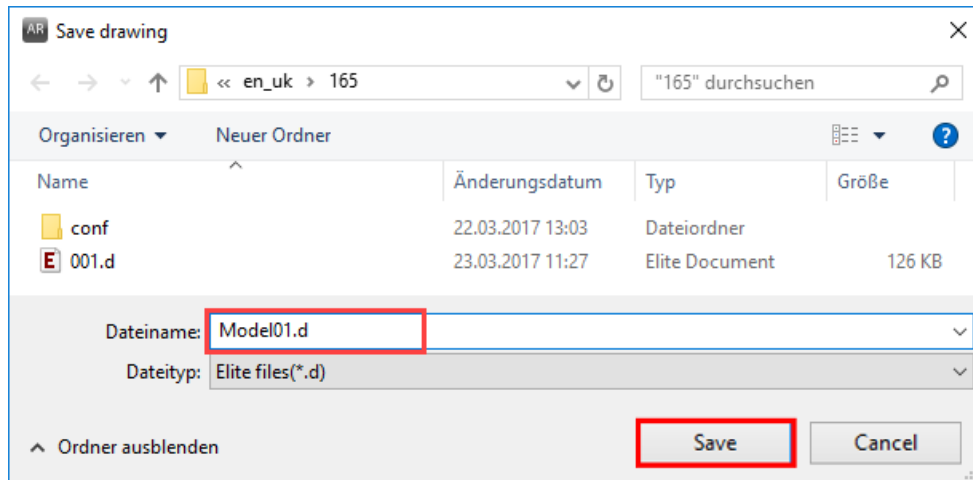 AR Save drawing
« en_uk › 165 "165" durchsuchen
Organisieren Neuer Ordner ?
Name Änderungsdatum Typ Größe
conf 22.03.2017 13:03 Dateiordner
E 001.d 23.03.2017 11:27 Elite Document 126 KB
Dateiname: Model01.d
Dateityp: Elite files(*.d)
Ordner ausblenden Save Cancel